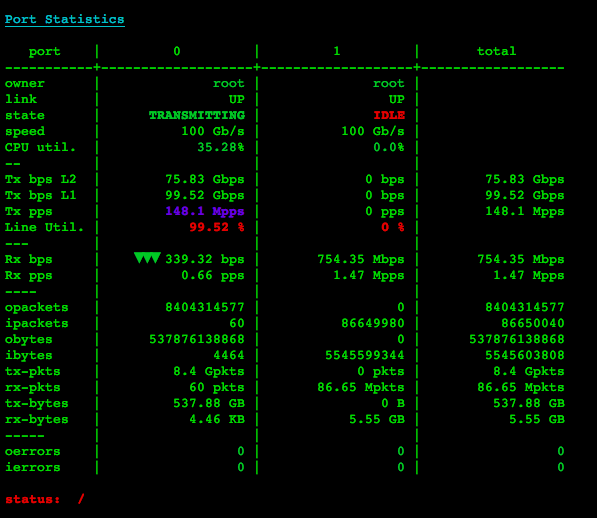 Port Statistics
port | 0 | 1 | total
-----------+-------------------+-------------------+------------------
owner | root | root |
link | UP | UP |
state | TRANSMITTING | IDLE |
speed | 100 Gb/s | 100 Gb/s |
CPU util. | 35.28% | 0.0% |
-- | | |
Tx bps L2 | 75.83 Gbps | 0 bps | 75.83 Gbps
Tx bps L1 | 99.52 Gbps | 0 bps | 99.52 Gbps
Tx pps | 148.1 Mpps | 0 pps | 148.1 Mpps
Line Util. | 99.52 % | 0 % |
--- | | |
Rx bps | ▼▼▼ 339.32 bps | 754.35 Mbps | 754.35 Mbps
Rx pps | 0.66 pps | 1.47 Mpps | 1.47 Mpps
---- | | |
opackets | 8404314577 | 0 | 8404314577
ipackets | 60 | 86649980 | 86650040
obytes | 537876138868 | 0 | 537876138868
ibytes | 4464 | 5545599344 | 5545603808
tx-pkts | 8.4 Gpkts | 0 pkts | 8.4 Gpkts
rx-pkts | 60 pkts | 86.65 Mpkts | 86.65 Mpkts
tx-bytes | 537.88 GB | 0 B | 537.88 GB
rx-bytes | 4.46 KB | 5.55 GB | 5.55 GB
----- | | |
oerrors | 0 | 0 | 0
ierrors | 0 | 0 | 0
status: /